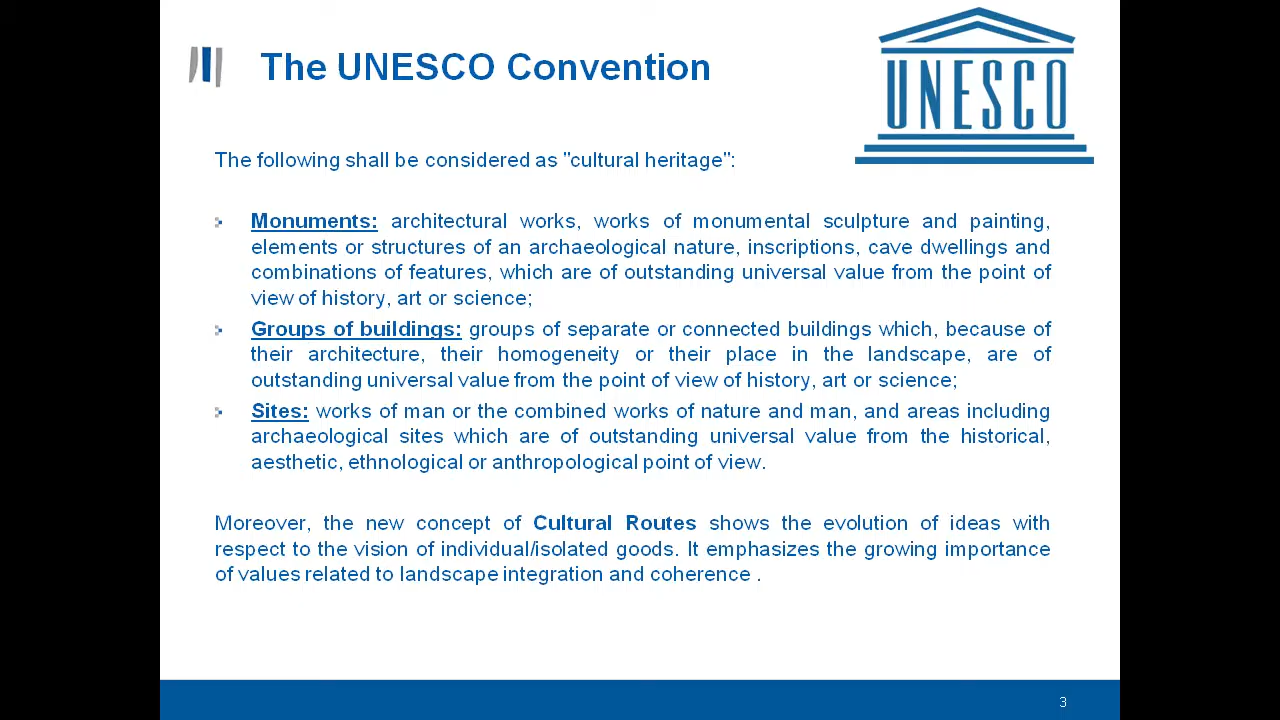 The UNESCO Convention
UNESCO
The following shall be considered as "cultural heritage":
Monuments: architectural works, works of monumental sculpture and painting,
elements or structures of an archaeological nature, inscriptions, cave dwellings and
combinations of features, which are of outstanding universal value from the point of
view of history, art or science;
Groups of buildings: groups of separate or connected buildings which, because of
their architecture, their homogeneity or their place in the landscape, are of
outstanding universal value from the point of view of history, art or science;
Sites: works of man or the combined works of nature and man, and areas including
archaeological sites which are of outstanding universal value from the historical,
aesthetic, ethnological or anthropological point of view.
Moreover, the new concept of Cultural Routes shows the evolution of ideas with
respect to the vision of individual/isolated goods. It emphasizes the growing importance
of values related to landscape integration and coherence .
3